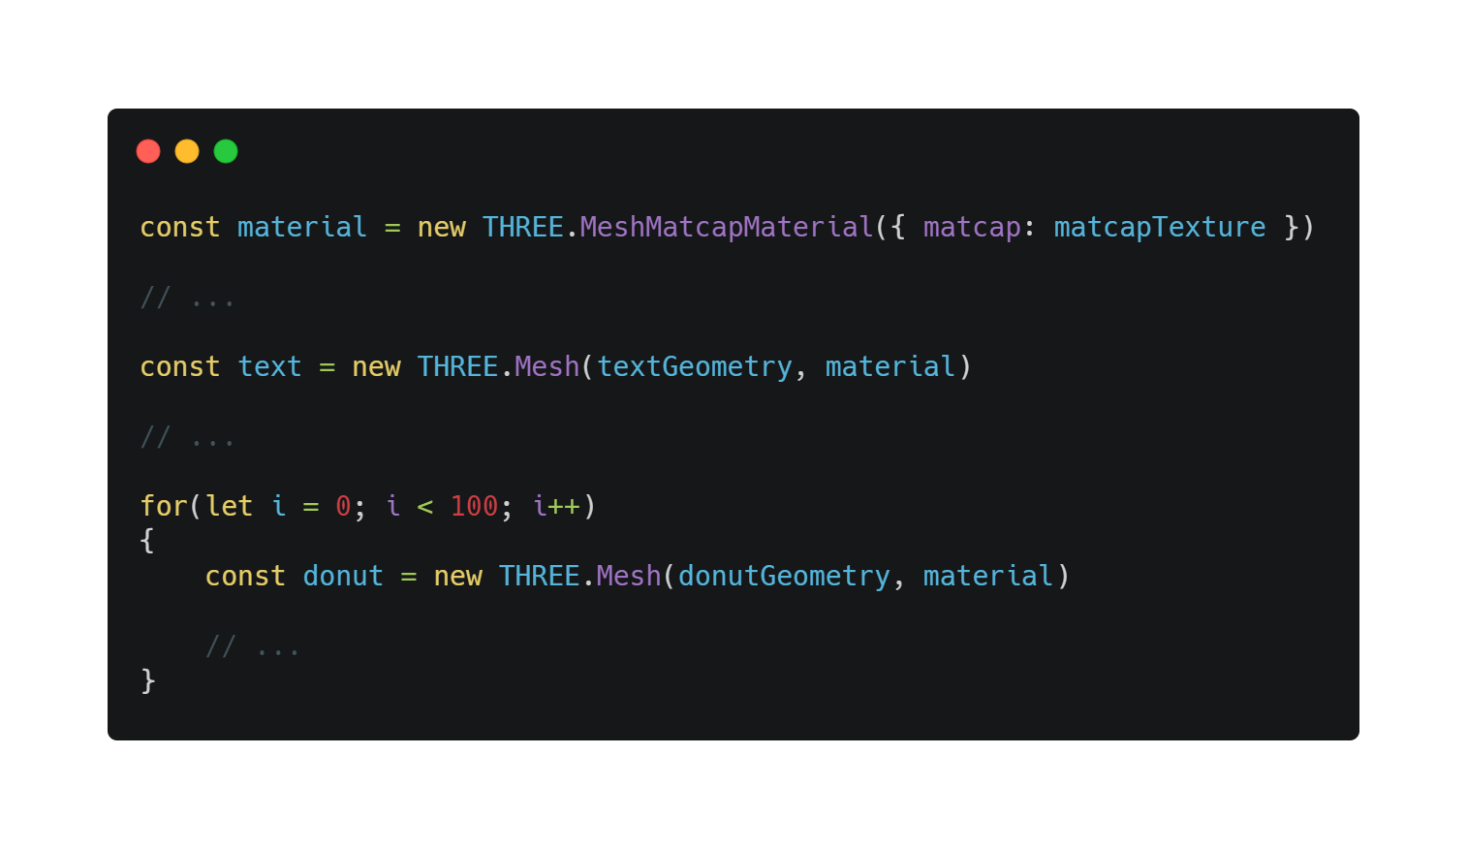 const material = new THREE.MeshMatcapMaterial({ matcap: matcapTexture })
// ...
const text = new THREE.Mesh(textGeometry, material)
// ...
for(let i = 0; i < 100; i++)
{
    const donut = new THREE.Mesh(donutGeometry, material)
    // ...
}